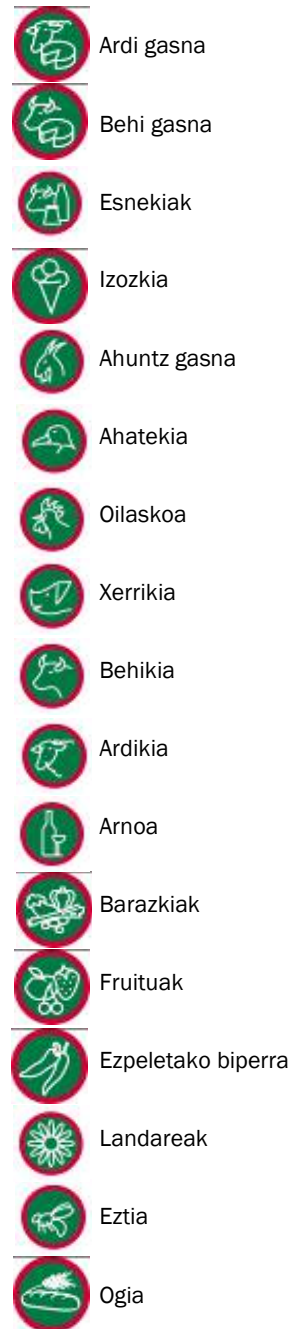 Ardi gasna
Behi gasna
Esnekiak
Izozkia
Ahuntz gasna
Ahatekia
Oilaskoa
Xerrikia
Behikia
Ardikia
Arnoa
Barazkiak
Fruituak
Ezpeletako biperra
Landareak
Eztia
Ogia